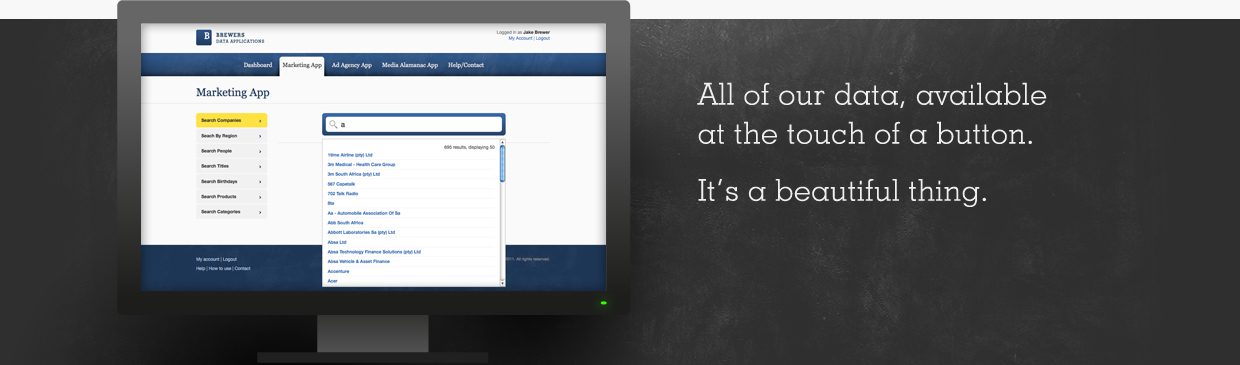 BREWERS
DATA APPLICATIONS
Logged in as Jake Brewer
My Account | Logout
Dashboard
Marketing App
Ad Agency App
Media Alamanac App
Help/Contact
Marketing App
Search Companies
Seach By Region
Search People
Search Titles
Search Birthdays
Search Products
Search Categories
a
695 results, displaying 50
1time Airline (pty) Ltd
3m Medical - Health Care Group
3m South Africa (pty) Ltd
567 Capetalk
702 Talk Radio
8ta
Aa - Automobile Association Of Sa
Abb South Africa
Abbott Laboratories Sa (pty) Ltd
Absa Ltd
Absa Technology Finance Solutions (pty) Ltd
Absa Vehicle & Asset Finance
Accenture
Acer
My account | Logout
Help | How to use | Contact
2011. All rights reserved.
All of our data, available
at the touch of a button.
It's a beautiful thing.